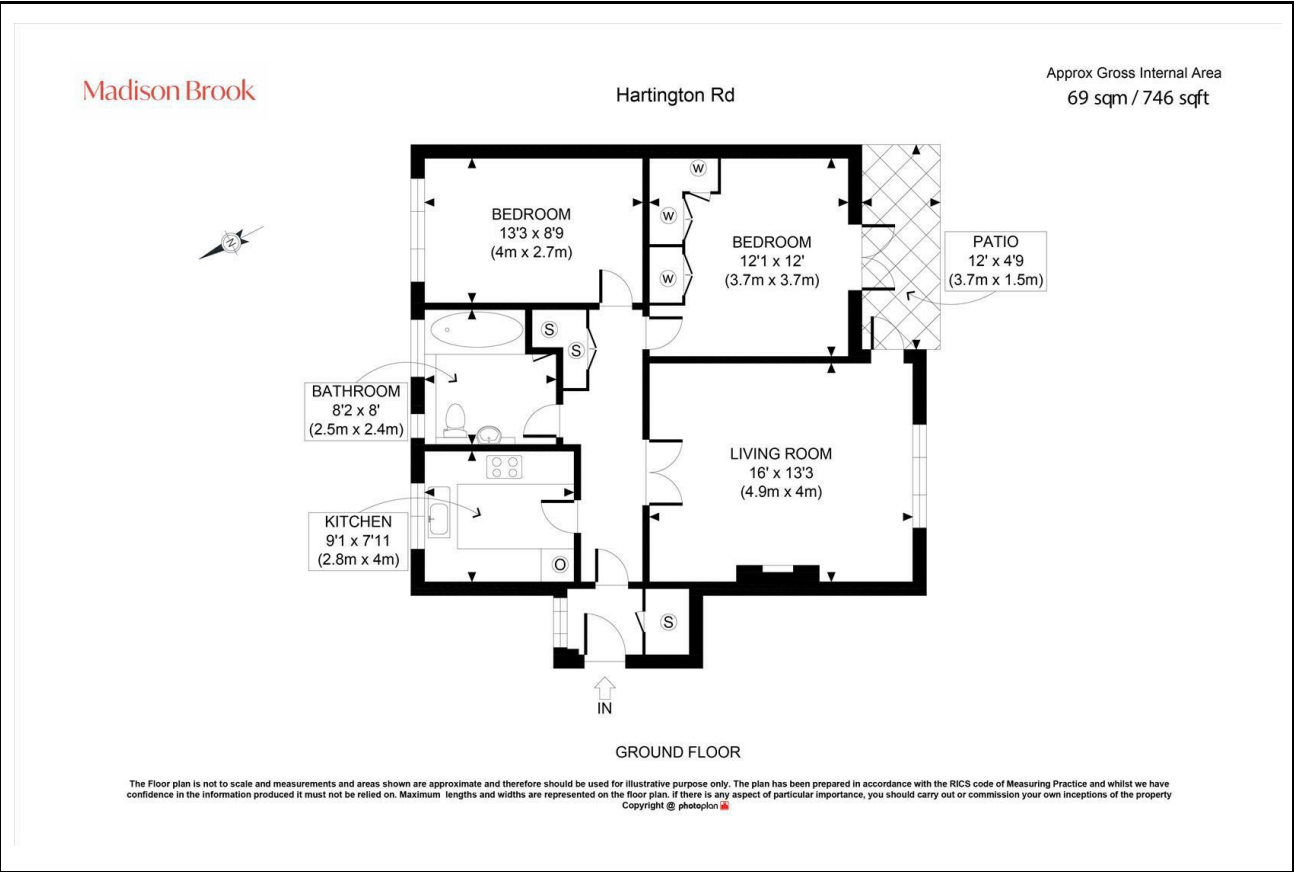 Madison Brook
Hartington Rd
Approx Gross Internal Area
69 sqm / 746 sqft
BEDROOM
13'3 x 8'9
(4m x 2.7m)
W
W
W
BEDROOM
12'1 x 12'
(3.7m x 3.7m)
PATIO
12' x 4'9
(3.7m x 1.5m)
N
S
S
BATHROOM
8'2 x 8'
(2.5m x 2.4m)
LIVING ROOM
16' x 13'3
(4.9m x 4m)
KITCHEN
9'1 x 7'11
(2.8m x 4m)
O
S
IN
GROUND FLOOR
The Floor plan is not to scale and measurements and areas shown are approximate and therefore should be used for illustrative purpose only. The plan has been prepared in accordance with the RICS code of Measuring Practice and whilst we have
confidence in the information produced it must not be relied on. Maximum lengths and widths are represented on the floor plan. if there is any aspect of particular importance, you should carry out or commission your own inceptions of the property
Copyright @ photoplan